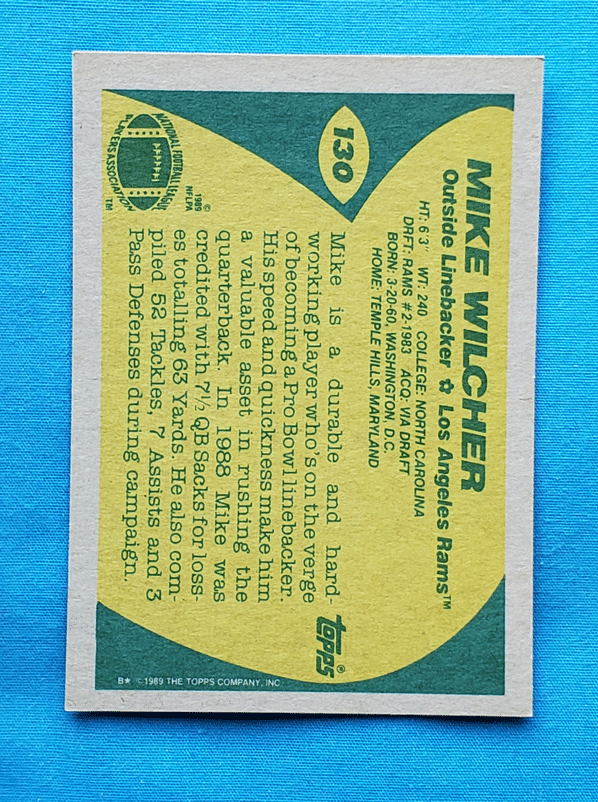 130
MIKE WILCHER
Outside Linebacker ✩ Los Angeles Rams™
HT: 6'3" WT: 240 COLLEGE: NORTH CAROLINA
DRFT: RAMS #2-1983 ACQ: VIA DRAFT
BORN: 3-20-60, WASHINGTON, D.C.
HOME: TEMPLE HILLS, MARYLAND
Mike is a durable and hard-
working player who's on the verge
of becoming a Pro Bowl linebacker.
His speed and quickness make him
a valuable asset in rushing the
quarterback. In 1988 Mike was
credited with 7½ QB Sacks for loss-
es totalling 63 Yards. He also com-
piled 52 Tackles, 7 Assists and 3
Pass Defenses during campaign.
NATIONAL FOOTBALL LEAGUE
PLAYERS ASSOCIATION
™
©
1989
NFLPA
TOPPS®
B★ ©1989 THE TOPPS COMPANY, INC